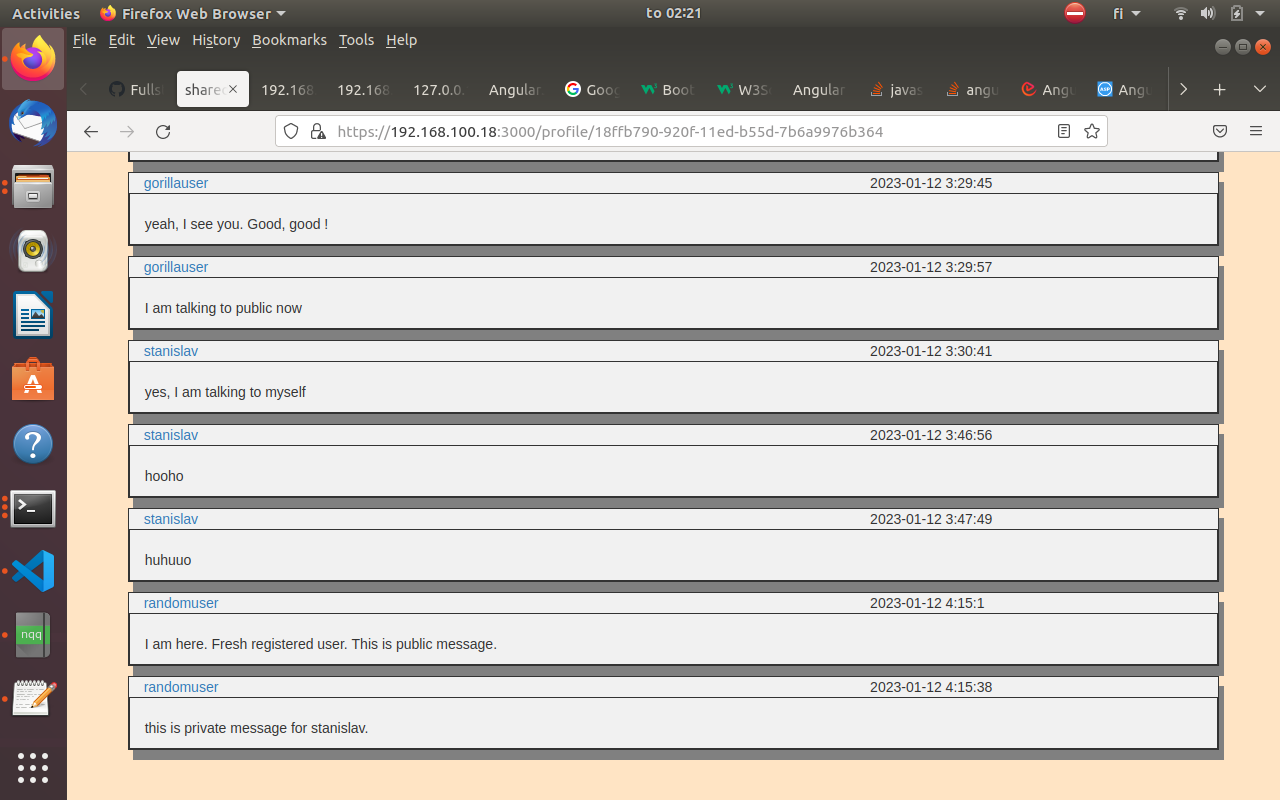 Activities Firefox Web Browser to 02:21 fi
File Edit View History Bookmarks Tools Help
Fulls share 192.168 192.168 127.0.0. Angular Goog Boot W3S Angular javas angu Angu Angu
https://192.168.100.18:3000/profile/18ffb790-920f-11ed-b55d-7b6a9976b364
gorillauser 2023-01-12 3:29:45
yeah, I see you. Good, good !
gorillauser 2023-01-12 3:29:57
I am talking to public now
stanislav 2023-01-12 3:30:41
yes, I am talking to myself
stanislav 2023-01-12 3:46:56
hooho
stanislav 2023-01-12 3:47:49
huhuuo
randomuser 2023-01-12 4:15:1
I am here. Fresh registered user. This is public message.
randomuser 2023-01-12 4:15:38
this is private message for stanislav.
nqq